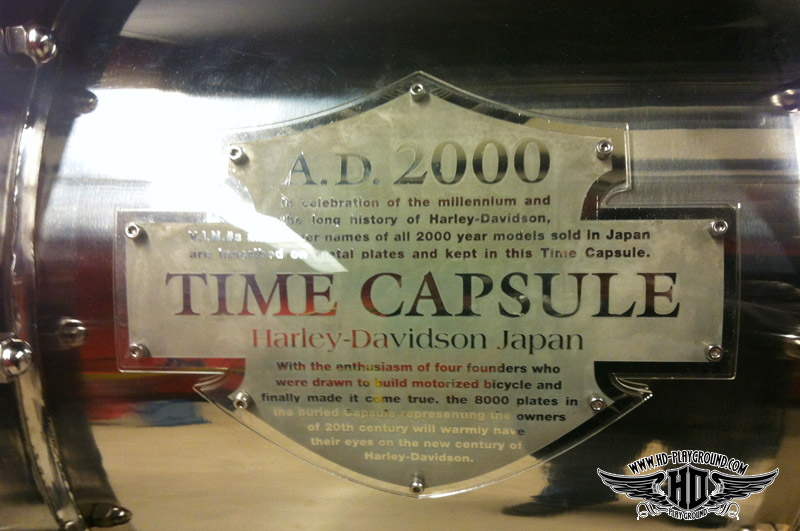 A.D. 2000
In celebration of the millennium and
the long history of Harley-Davidson,
V.I.N.#s names of all 2000 year models sold in Japan
are inscribed on metal plates and kept in this Time Capsule.
TIME CAPSULE
Harley-Davidson Japan
With the enthusiasm of four founders who
were drawn to build motorized bicycle and
finally made it come true. the 8000 plates in
the buried Capsule representing the owners
of 20th century will warmly have
their eyes on the new century of
Harley-Davidson.
WWW.HD-PLAYGROUND.COM
HD
PLAYGROUND